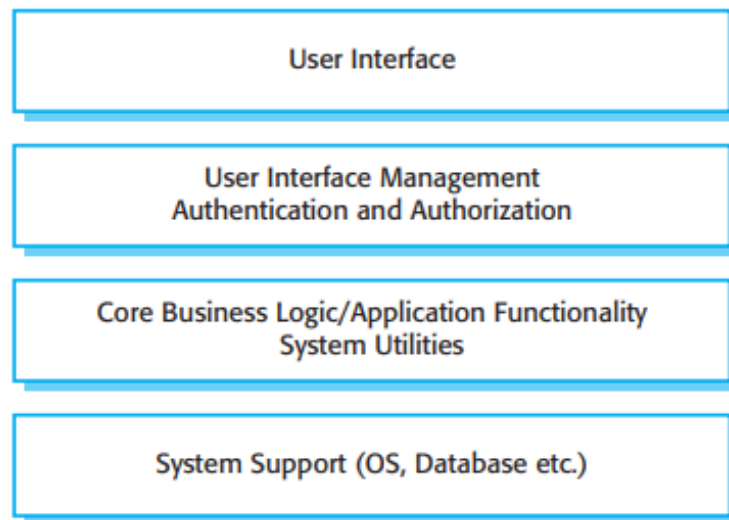 User Interface
User Interface Management
Authentication and Authorization
Core Business Logic/Application Functionality
System Utilities
System Support (OS, Database etc.)